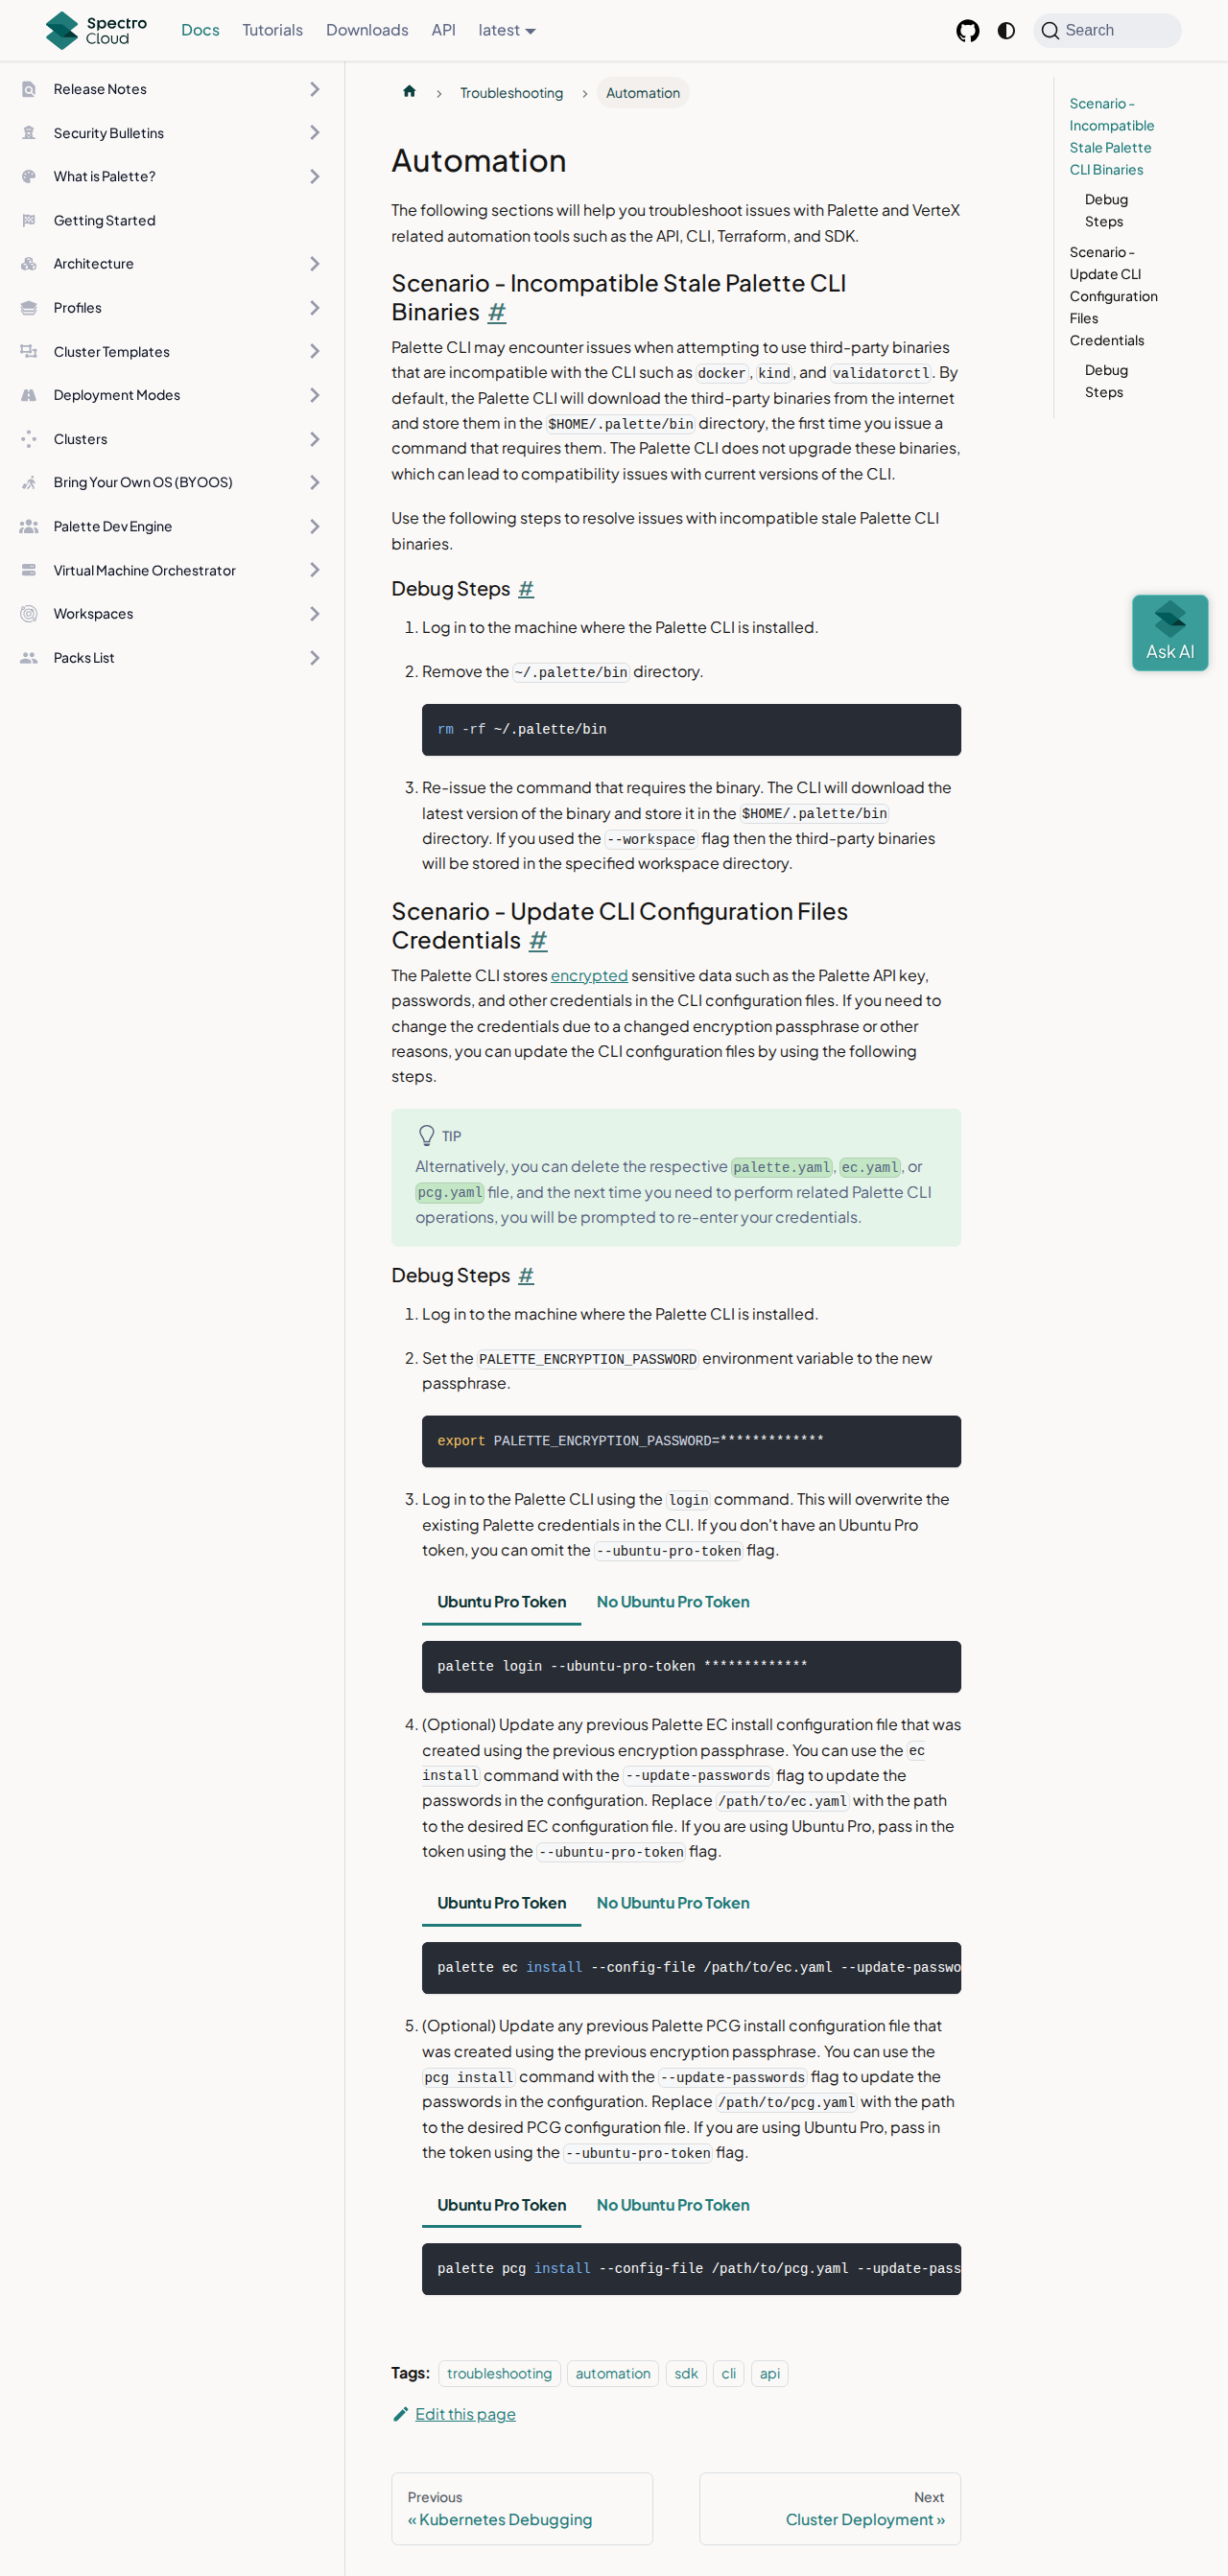 Spectro Cloud
Docs
Tutorials
Downloads
API
latest
Search
Release Notes
Security Bulletins
What is Palette?
Getting Started
Architecture
Profiles
Cluster Templates
Deployment Modes
Clusters
Bring Your Own OS (BYOOS)
Palette Dev Engine
Virtual Machine Orchestrator
Workspaces
Packs List
Troubleshooting
Automation
Automation
The following sections will help you troubleshoot issues with Palette and VerteX
related automation tools such as the API, CLI, Terraform, and SDK.
Scenario - Incompatible Stale Palette CLI
Binaries #
Palette CLI may encounter issues when attempting to use third-party binaries
that are incompatible with the CLI such as docker, kind, and validatorctl. By
default, the Palette CLI will download the third-party binaries from the internet
and store them in the $HOME/.palette/bin directory, the first time you issue a
command that requires them. The Palette CLI does not upgrade these binaries,
which can lead to compatibility issues with current versions of the CLI.
Use the following steps to resolve issues with incompatible stale Palette CLI
binaries.
Debug Steps #
1. Log in to the machine where the Palette CLI is installed.
2. Remove the ~/.palette/bin directory.
rm -rf ~/.palette/bin
3. Re-issue the command that requires the binary. The CLI will download the
latest version of the binary and store it in the $HOME/.palette/bin
directory. If you used the --workspace flag then the third-party binaries
will be stored in the specified workspace directory.
Scenario - Update CLI Configuration Files
Credentials #
The Palette CLI stores encrypted sensitive data such as the Palette API key,
passwords, and other credentials in the CLI configuration files. If you need to
change the credentials due to a changed encryption passphrase or other
reasons, you can update the CLI configuration files by using the following
steps.
TIP
Alternatively, you can delete the respective palette.yaml, ec.yaml, or
pcg.yaml file, and the next time you need to perform related Palette CLI
operations, you will be prompted to re-enter your credentials.
Debug Steps #
1. Log in to the machine where the Palette CLI is installed.
2. Set the PALETTE_ENCRYPTION_PASSWORD environment variable to the new
passphrase.
export PALETTE_ENCRYPTION_PASSWORD=*************
3. Log in to the Palette CLI using the login command. This will overwrite the
existing Palette credentials in the CLI. If you don't have an Ubuntu Pro
token, you can omit the --ubuntu-pro-token flag.
Ubuntu Pro Token
No Ubuntu Pro Token
palette login --ubuntu-pro-token *************
4. (Optional) Update any previous Palette EC install configuration file that was
created using the previous encryption passphrase. You can use the ec
install command with the --update-passwords flag to update the
passwords in the configuration. Replace /path/to/ec.yaml with the path
to the desired EC configuration file. If you are using Ubuntu Pro, pass in the
token using the --ubuntu-pro-token flag.
Ubuntu Pro Token
No Ubuntu Pro Token
palette ec install --config-file /path/to/ec.yaml --update-passwo
5. (Optional) Update any previous Palette PCG install configuration file that
was created using the previous encryption passphrase. You can use the
pcg install command with the --update-passwords flag to update the
passwords in the configuration. Replace /path/to/pcg.yaml with the path
to the desired PCG configuration file. If you are using Ubuntu Pro, pass in
the token using the --ubuntu-pro-token flag.
Ubuntu Pro Token
No Ubuntu Pro Token
palette pcg install --config-file /path/to/pcg.yaml --update-pass
Tags: troubleshooting automation sdk cli api
Edit this page
Previous
« Kubernetes Debugging
Next
Cluster Deployment »
Scenario -
Incompatible
Stale Palette
CLI Binaries
Debug
Steps
Scenario -
Update CLI
Configuration
Files
Credentials
Debug
Steps
Ask AI